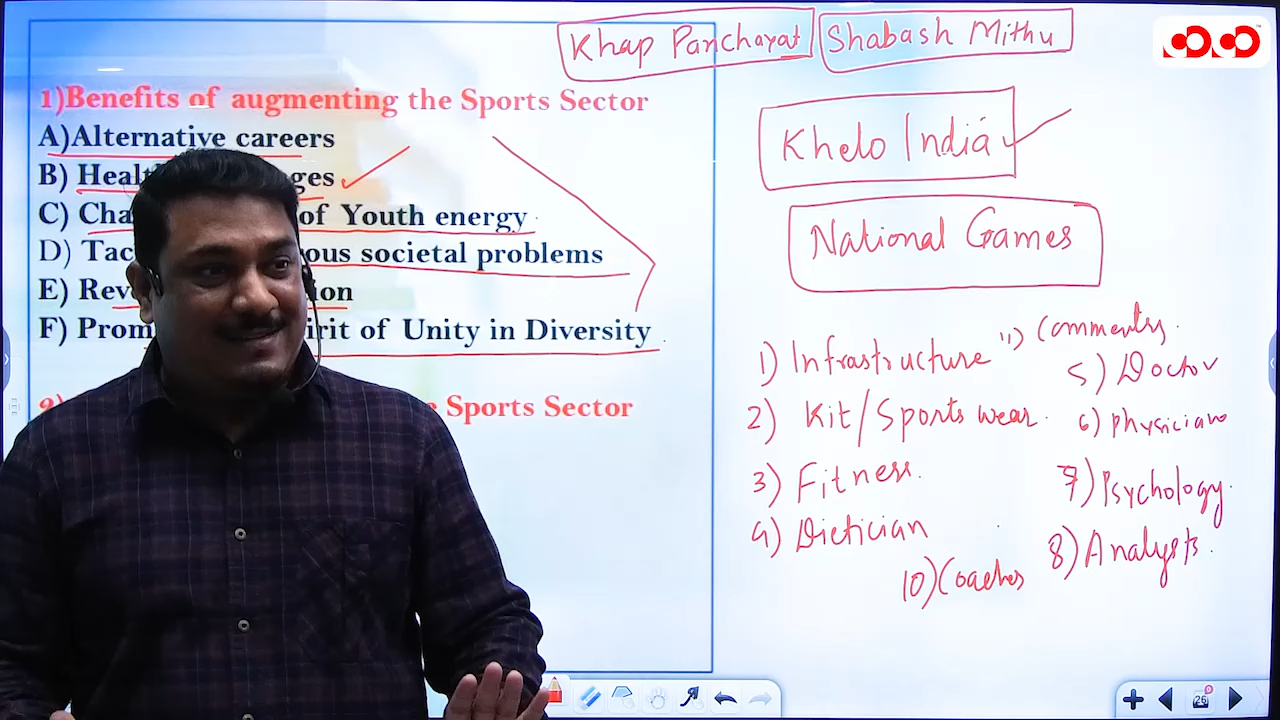 Khap Panchayat
Shabash Mithu
1)Benefits of augmenting the Sports Sector
A)Alternative careers
B) Healt ges
C) Cha of Youth energy
D) Tac ous societal problems
E) Rev ion
F) Prom irit of Unity in Diversity
Sports Sector
Khelo India
National Games
1) Infrastructure
2) Kit/Sports wear.
3) Fitness.
4) Dietician
11) Commentry.
5) Doctor
6) Physician
7) Psychology.
8) Analysts.
10) Coaches
26